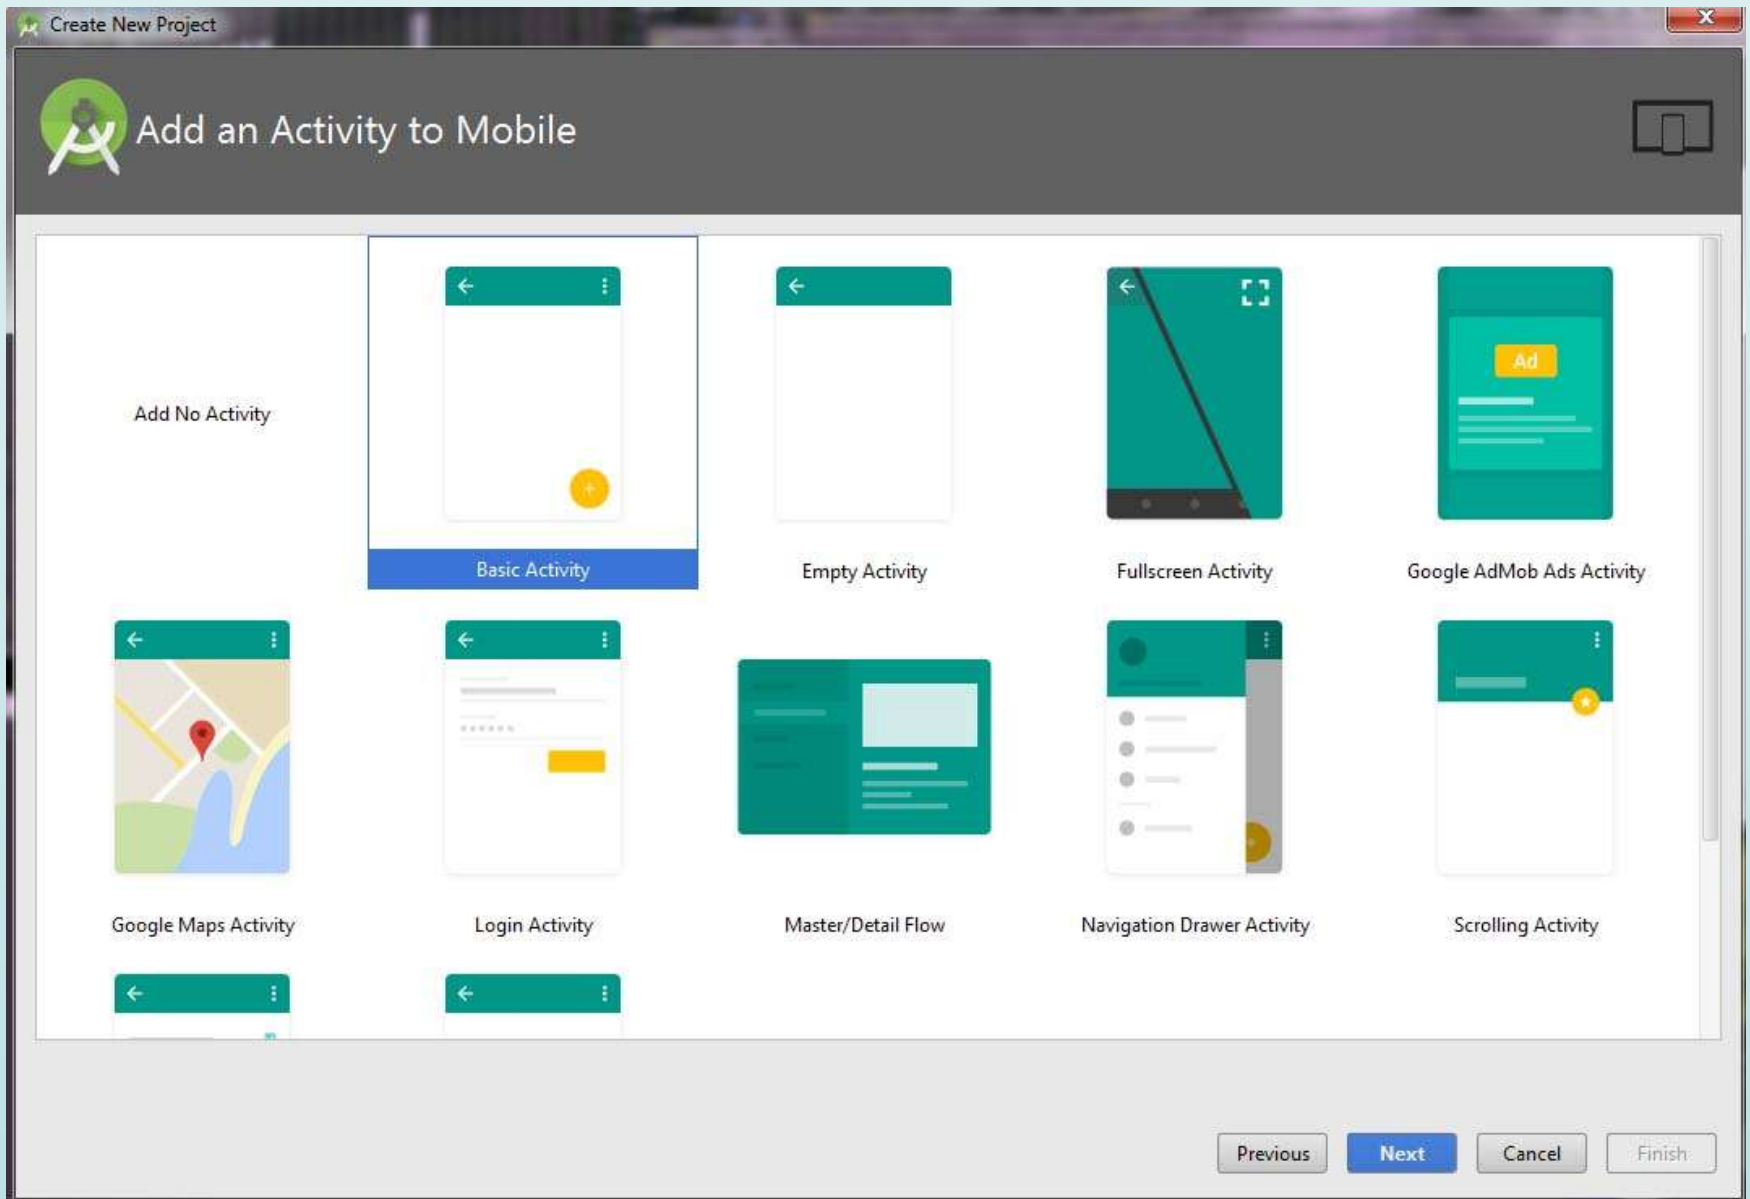 Create New Project
Add an Activity to Mobile
Add No Activity
Basic Activity
Empty Activity
Fullscreen Activity
Ad
Google AdMob Ads Activity
Google Maps Activity
Login Activity
Master/Detail Flow
Navigation Drawer Activity
Scrolling Activity
Previous
Next
Cancel
Finish